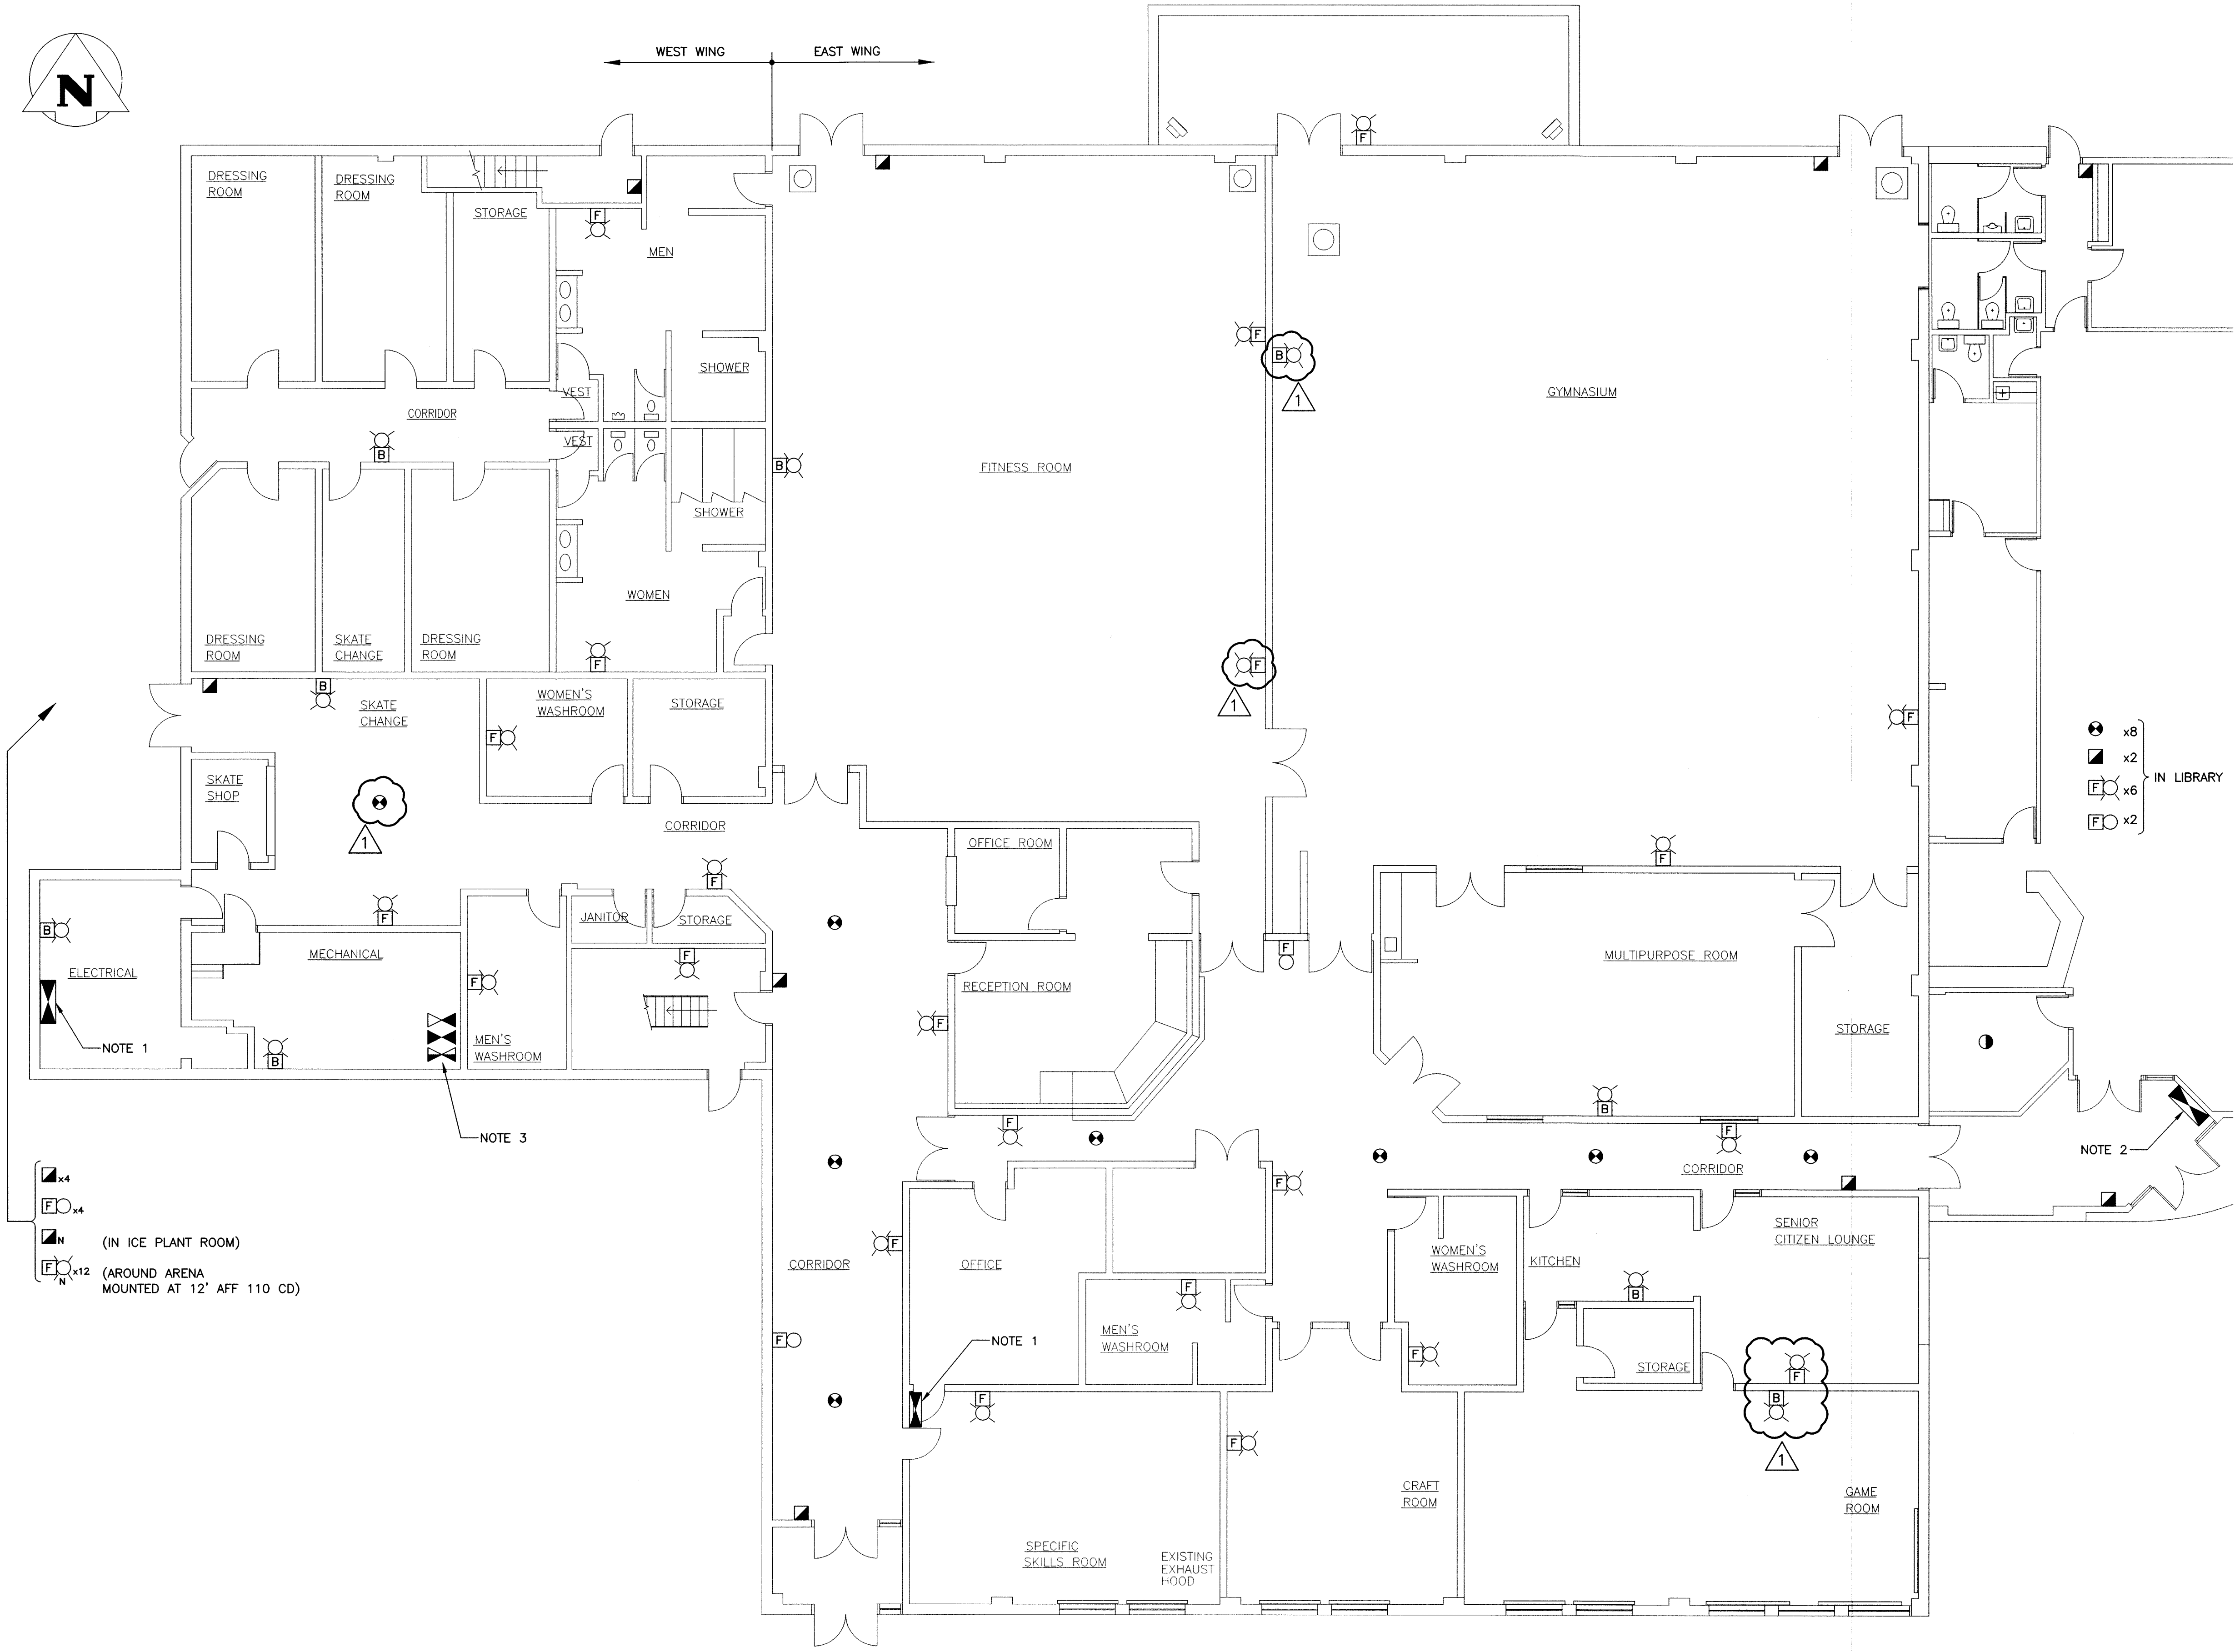 WEST WING
EAST WING
N
F
DRESSING
ROOM
DRESSING
ROOM
STORAGE
F
MEN
F
B
1
SHOWER
VEST
GYMNASIUM
CORRIDOR
VEST
B
B
FITNESS ROOM
SHOWER
WOMEN
DRESSING
ROOM
SKATE
CHANGE
DRESSING
ROOM
F
F
1
B
SKATE
CHANGE
WOMEN'S
WASHROOM
STORAGE
F
F
x8
x2
F x6
F x2
IN LIBRARY
SKATE
SHOP
1
CORRIDOR
OFFICE ROOM
F
F
F
JANITOR
STORAGE
B
MECHANICAL
F
F
MULTIPURPOSE ROOM
ELECTRICAL
F
RECEPTION ROOM
F
STORAGE
MEN'S
WASHROOM
NOTE 1
B
B
NOTE 3
F
F
NOTE 2
CORRIDOR
x4
F x4
N
(IN ICE PLANT ROOM)
F x12
N
(AROUND ARENA
MOUNTED AT 12' AFF 110 CD)
F
F
SENIOR
CITIZEN LOUNGE
WOMEN'S
WASHROOM
KITCHEN
CORRIDOR
OFFICE
F
B
F
NOTE 1
MEN'S
WASHROOM
F
STORAGE
F
B
1
F
F
CRAFT
ROOM
GAME
ROOM
SPECIFIC
SKILLS ROOM
EXISTING
EXHAUST
HOOD